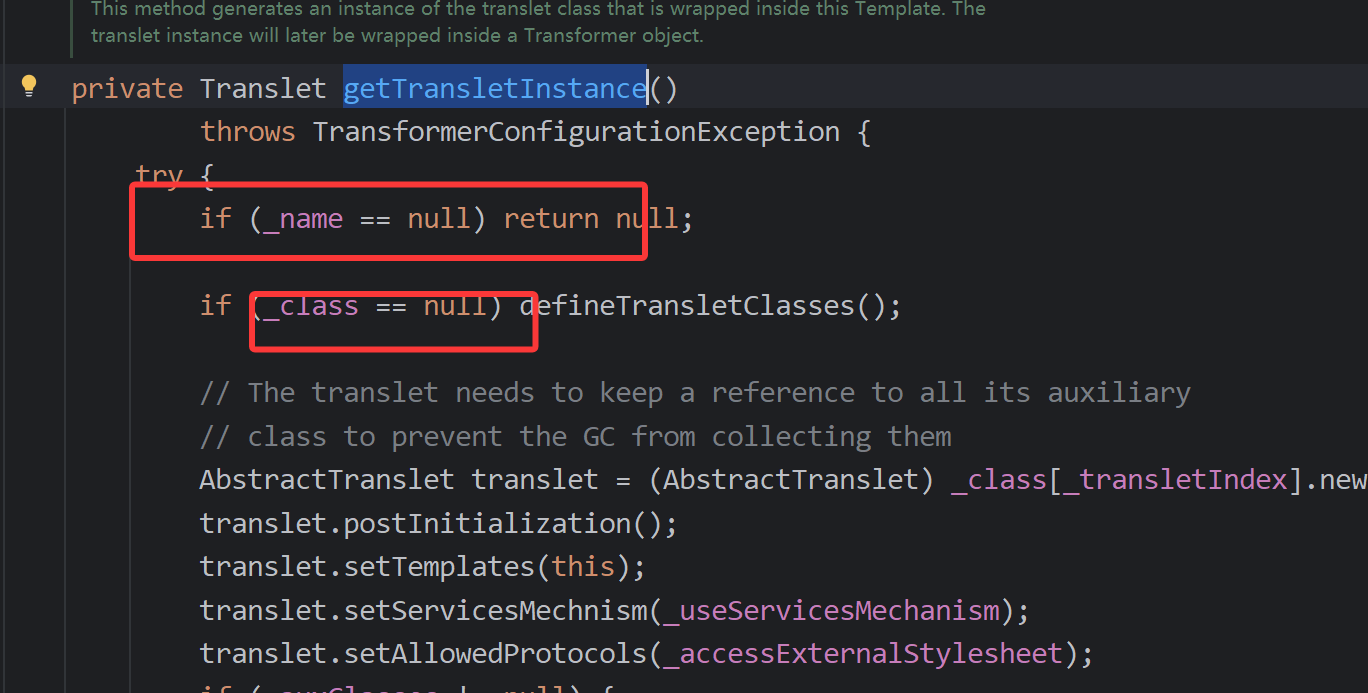 This method generates an instance of the translet class that is wrapped inside this Template. The
translet instance will later be wrapped inside a Transformer object.
private Translet getTransletInstance()
throws TransformerConfigurationException {
try {
if (_name == null) return null;
if (_class == null) defineTransletClasses();
// The translet needs to keep a reference to all its auxiliary
// class to prevent the GC from collecting them
AbstractTranslet translet = (AbstractTranslet) _class[_transletIndex].new
translet.postInitialization();
translet.setTemplates(this);
translet.setServicesMechnism(_useServicesMechanism);
translet.setAllowedProtocols(_accessExternalStylesheet);